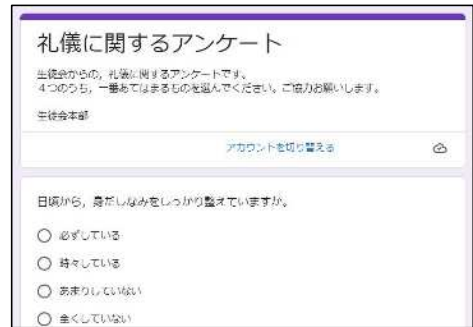 礼儀に関するアンケート
生徒会からの，礼儀に関するアンケートです。
4つのうち，一番あてはまるものを選んでください。ご協力お願いします。
生徒会本部
アカウントを切り替える
日頃から，身だしなみをしっかり整えていますか。
必ずしている
時々している
あまりしていない
全くしていない